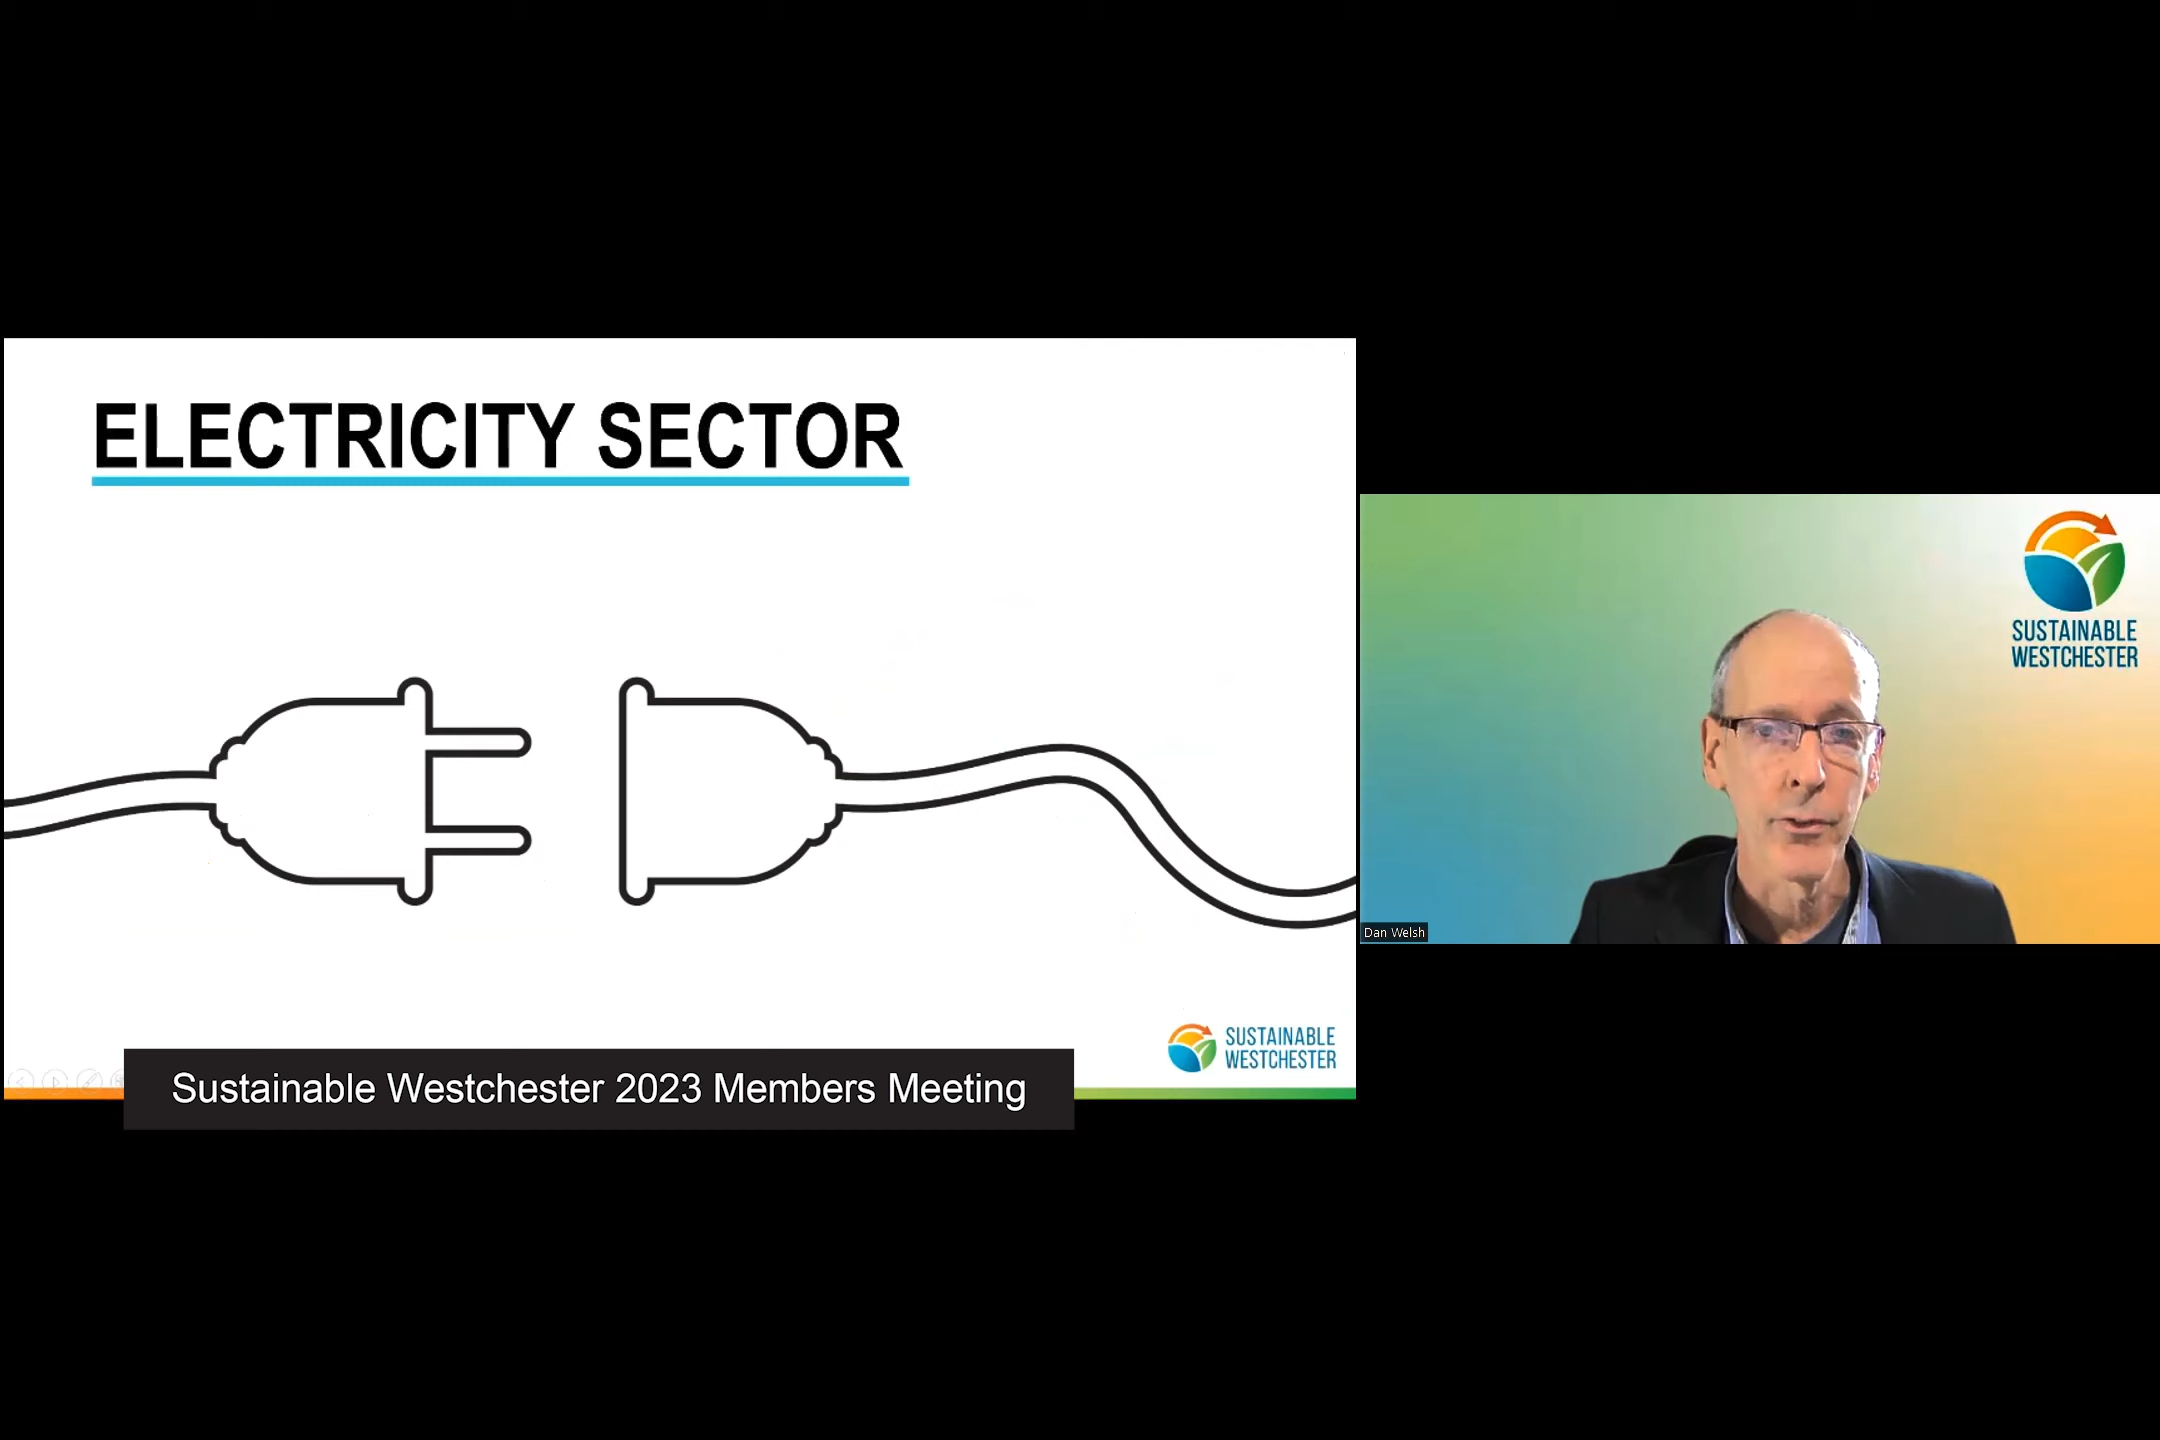 ELECTRICITY SECTOR
SUSTAINABLE
WESTCHESTER
Sustainable Westchester 2023 Members Meeting
SUSTAINABLE
WESTCHESTER
Dan Welsh